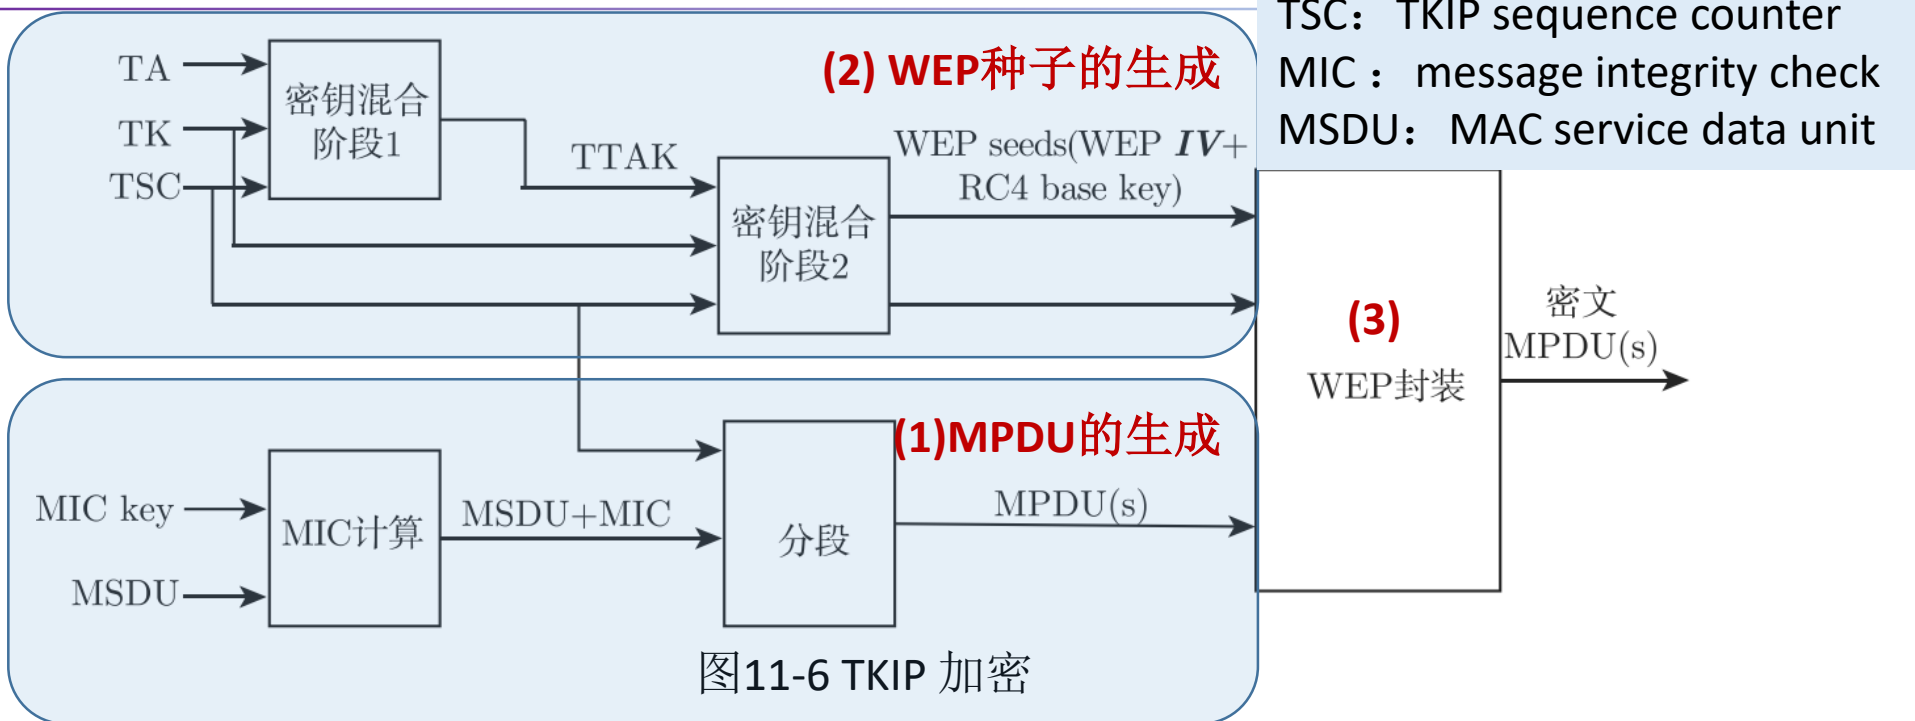 TSC： TKIP sequence counter
MIC ： message integrity check
MSDU： MAC service data unit
(2) WEP种子的生成
TA
TK
TSC
密钥混合
阶段1
TTAK
密钥混合
阶段2
WEP seeds(WEP IV+
RC4 base key)
(3)
WEP封装
密文
MPDU(s)
(1)MPDU的生成
MIC key
MSDU
MIC计算
MSDU+MIC
分段
MPDU(s)
图11-6 TKIP 加密